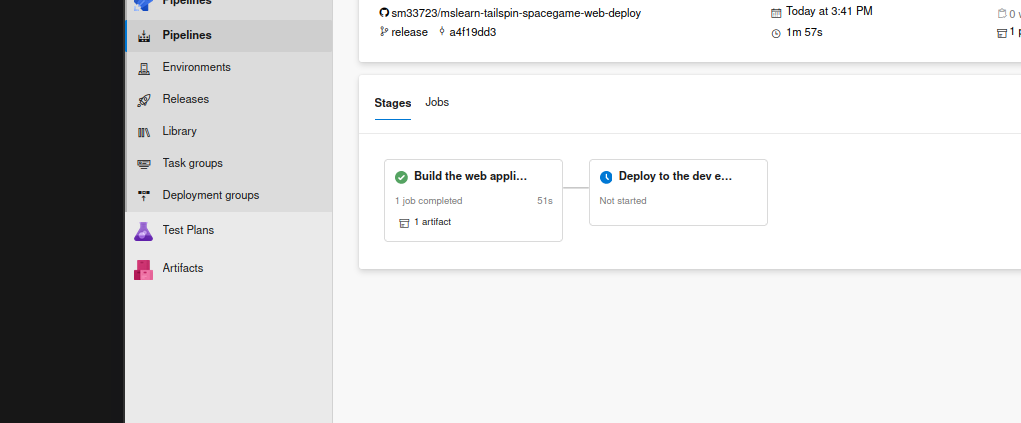 Pipelines
Pipelines
Environments
Releases
Library
Task groups
Deployment groups
Test Plans
Artifacts
sm33723/mslearn-tailspin-spacegame-web-deploy
release a4f19dd3
Today at 3:41 PM
1m 57s
0
1
Stages Jobs
Build the web appli...
1 job completed 51s
1 artifact
Deploy to the dev e...
Not started